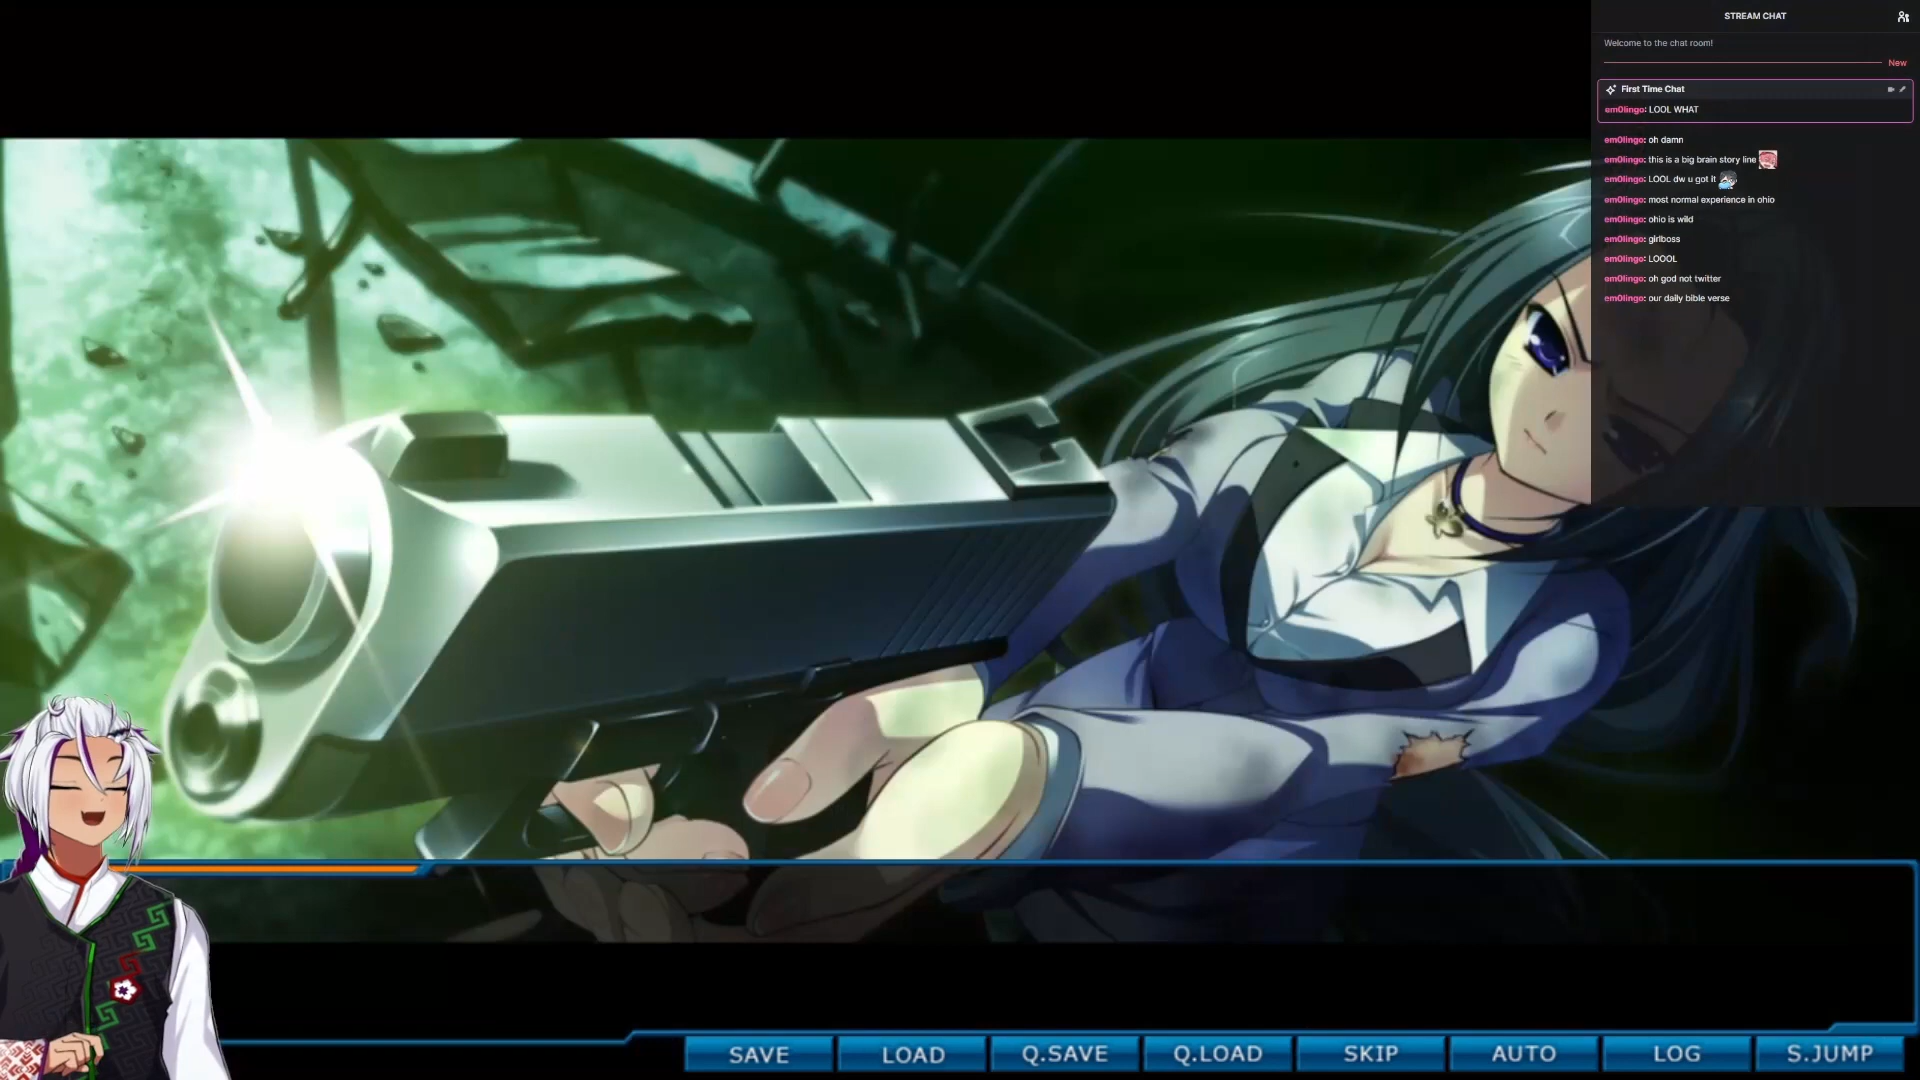 STREAM CHAT
Welcome to the chat room!
New
First Time Chat
em0lingo: LOOL WHAT
em0lingo: oh damn
em0lingo: this is a big brain story line
em0lingo: LOOL dw u got it
em0lingo: most normal experience in ohio
em0lingo: ohio is wild
em0lingo: girlboss
em0lingo: LOOOL
em0lingo: oh god not twitter
em0lingo: our daily bible verse
SAVE LOAD Q.SAVE Q.LOAD SKIP AUTO LOG S.JUMP